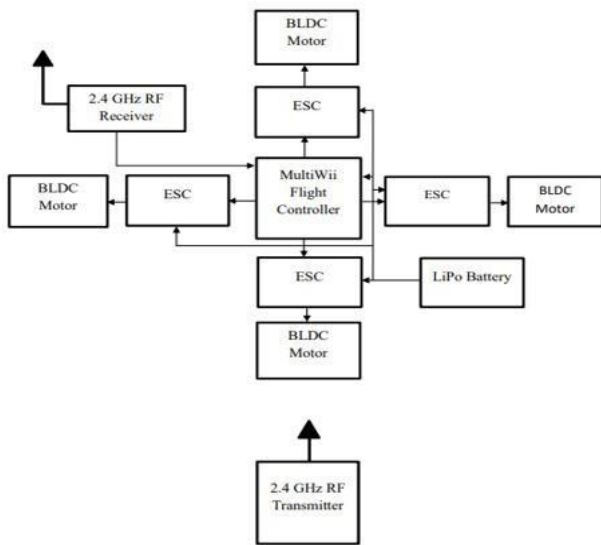 BLDC
Motor
2.4 GHz RF
Receiver
ESC
BLDC
Motor
ESC
MultiWii
Flight
Controller
ESC
BLDC
Motor
ESC
LiPo Battery
BLDC
Motor
2.4 GHz RF
Transmitter